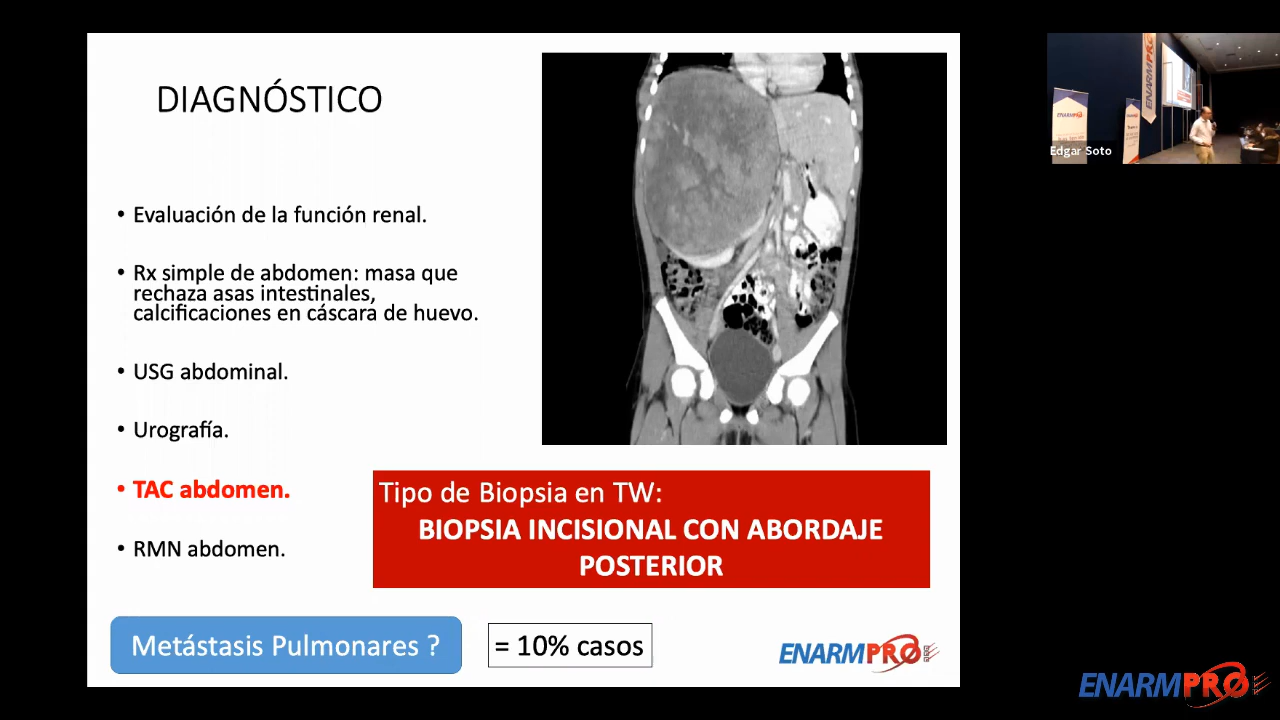 DIAGNÓSTICO
• Evaluación de la función renal.
• Rx simple de abdomen: masa que
rechaza asas intestinales,
calcificaciones en cáscara de huevo.
• USG abdominal.
• Urografía.
• TAC abdomen.
• RMN abdomen.
Tipo de Biopsia en TW:
BIOPSIA INCISIONAL CON ABORDAJE
POSTERIOR
Metástasis Pulmonares ?
= 10% casos
ENARMPRO
ENARMPRO
ENARMPRO
Edgar Soto
ENARMPRO